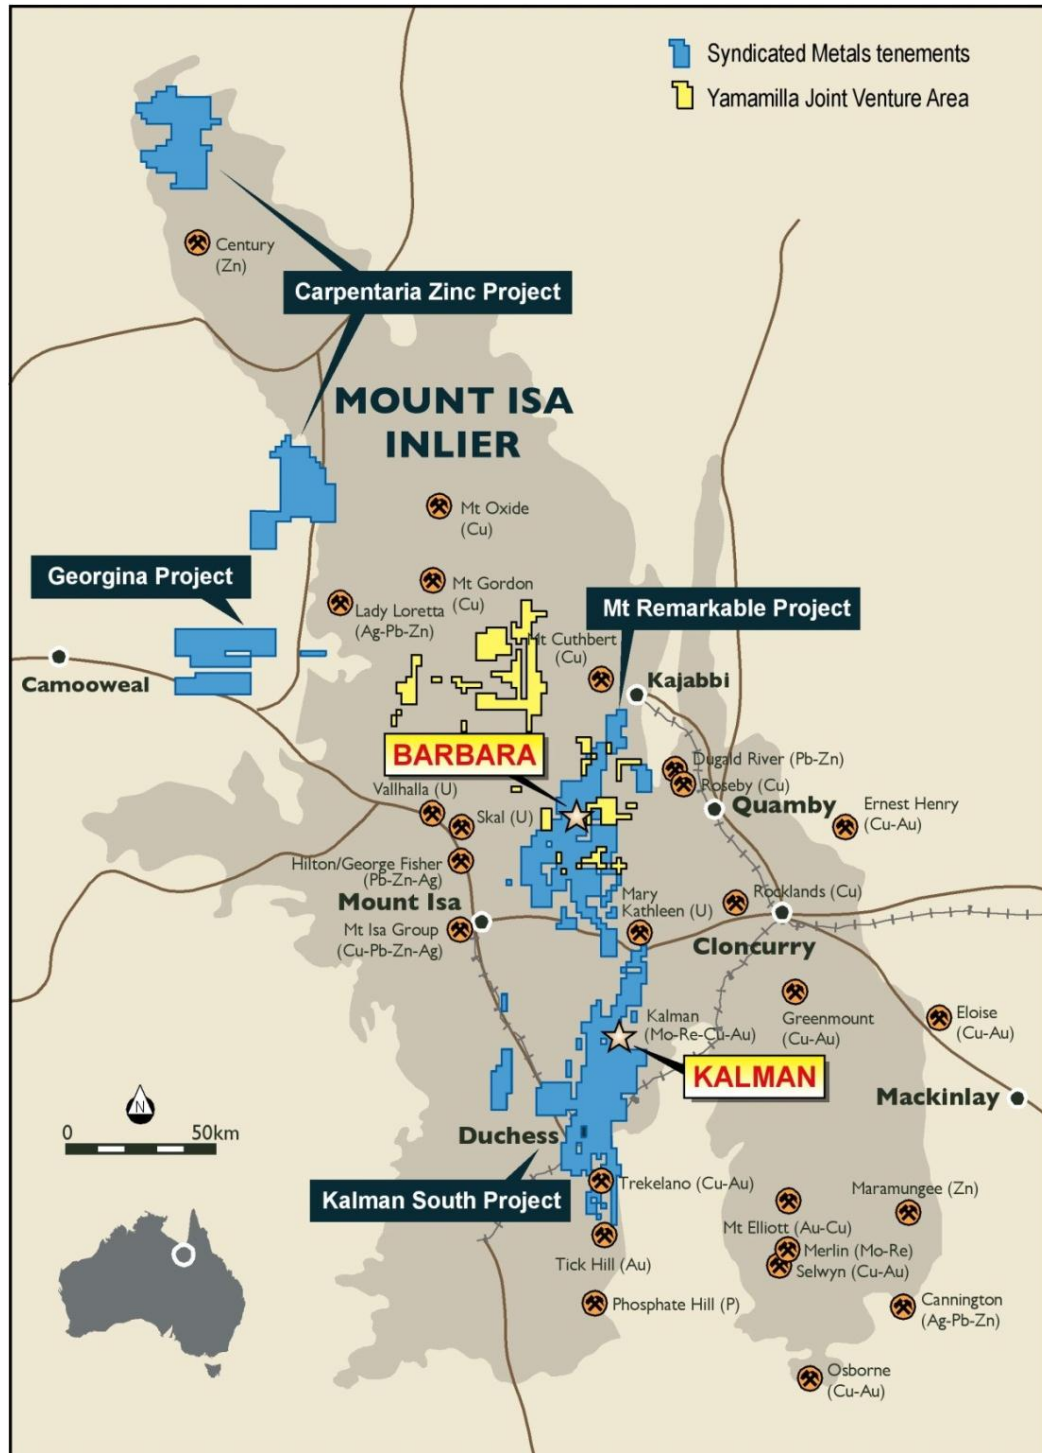 Syndicated Metals tenements
Yamamilla Joint Venture Area
Century
(Zn)
Carpentaria Zinc Project
MOUNT ISA
INLIER
Mt Oxide
(Cu)
Georgina Project
Mt Gordon
(Cu)
Lady Loretta
(Ag-Pb-Zn)
Mt Remarkable Project
Mt Cuthbert
(Cu)
Camooweal
Kajabbi
BARBARA
Dugald River (Pb-Zn)
Roseby (Cu)
Vallhalla (U)
Skal (U)
Quamby
Ernest Henry
(Cu-Au)
Hilton/George Fisher
(Pb-Zn-Ag)
Mount Isa
Mt Isa Group
(Cu-Pb-Zn-Ag)
Mary
Kathleen (U)
Rocklands (Cu)
Cloncurry
Kalman
(Mo-Re-Cu-Au)
Greenmount
(Cu-Au)
Eloise
(Cu-Au)
KALMAN
Mackinlay
N
0 50km
Duchess
Kalman South Project
Trekelano (Cu-Au)
Maramungee (Zn)
Mt Elliott (Au-Cu)
Merlin (Mo-Re)
Selwyn (Cu-Au)
Tick Hill (Au)
Phosphate Hill (P)
Cannington
(Ag-Pb-Zn)
Osborne
(Cu-Au)